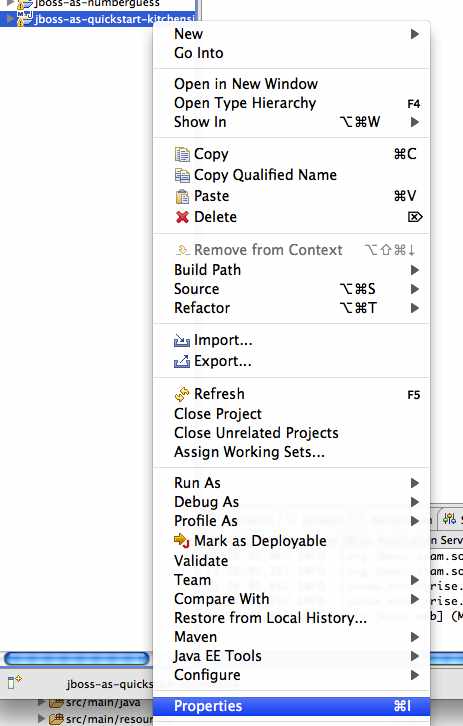 jboss-as-numberguess
jboss-as-quickstart-kitchensi
New
Go Into
Open in New Window
Open Type Hierarchy F4
Show In ⌥⌘W
Copy ⌘C
Copy Qualified Name
Paste ⌘V
Delete ⌦
Remove from Context ⌥⇧⌘↓
Build Path
Source ⌥⌘S
Refactor ⌥⌘T
Import...
Export...
Refresh F5
Close Project
Close Unrelated Projects
Assign Working Sets...
Run As
Debug As
Profile As
Mark as Deployable
n Serv
Validate
am.so
Team
rise.
Compare With
rise.
Restore from Local History...
b] (M
Maven
Java EE Tools
Configure
jboss-as-quicks
src/main/java
Properties ⌘I
src/main/resour